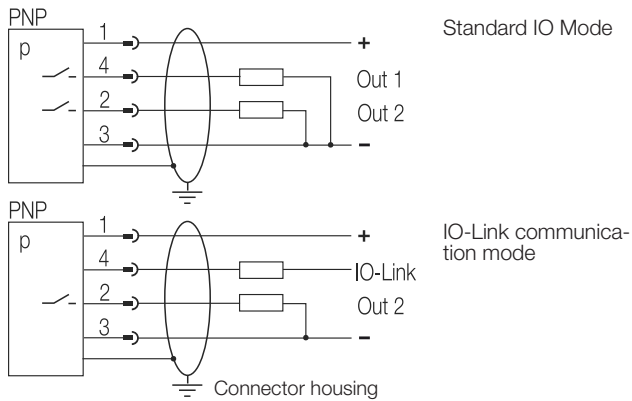 PNP
Standard IO Mode
p
1
+
4
Out 1
2
Out 2
3
-
PNP
p
1
+
IO-Link communica-
tion mode
4
IO-Link
2
Out 2
3
-
Connector housing